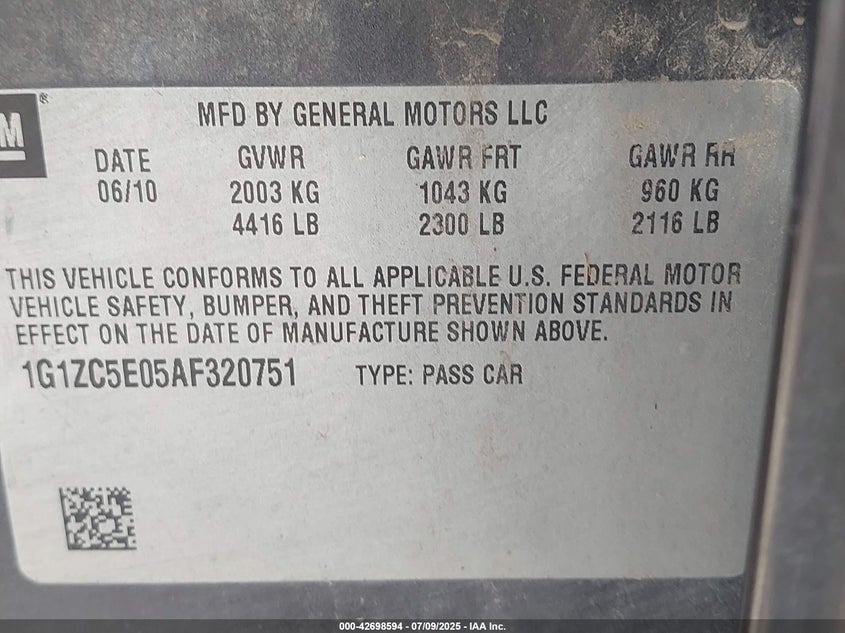 M ®
MFD BY GENERAL MOTORS LLC
DATE GVWR GAWR FRT GAWR RR
06/10 2003 KG 1043 KG 960 KG
4416 LB 2300 LB 2116 LB
THIS VEHICLE CONFORMS TO ALL APPLICABLE U.S. FEDERAL MOTOR
VEHICLE SAFETY, BUMPER, AND THEFT PREVENTION STANDARDS IN
EFFECT ON THE DATE OF MANUFACTURE SHOWN ABOVE.
1G1ZC5E05AF320751 TYPE: PASS CAR
000-42698594 - 07/09/2025 - IAA Inc.